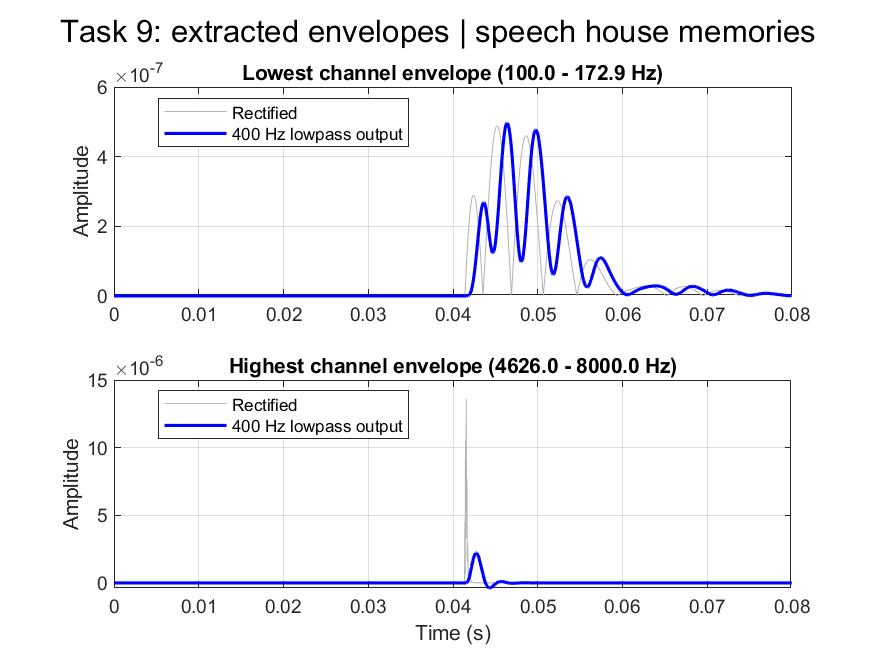 Task 9: extracted envelopes | speech house memories
×10^-7
Lowest channel envelope (100.0 - 172.9 Hz)
6
4
2
0
Amplitude
Rectified
400 Hz lowpass output
0 0.01 0.02 0.03 0.04 0.05 0.06 0.07 0.08
×10^-6
Highest channel envelope (4626.0 - 8000.0 Hz)
15
10
5
0
Amplitude
Rectified
400 Hz lowpass output
0 0.01 0.02 0.03 0.04 0.05 0.06 0.07 0.08
Time (s)